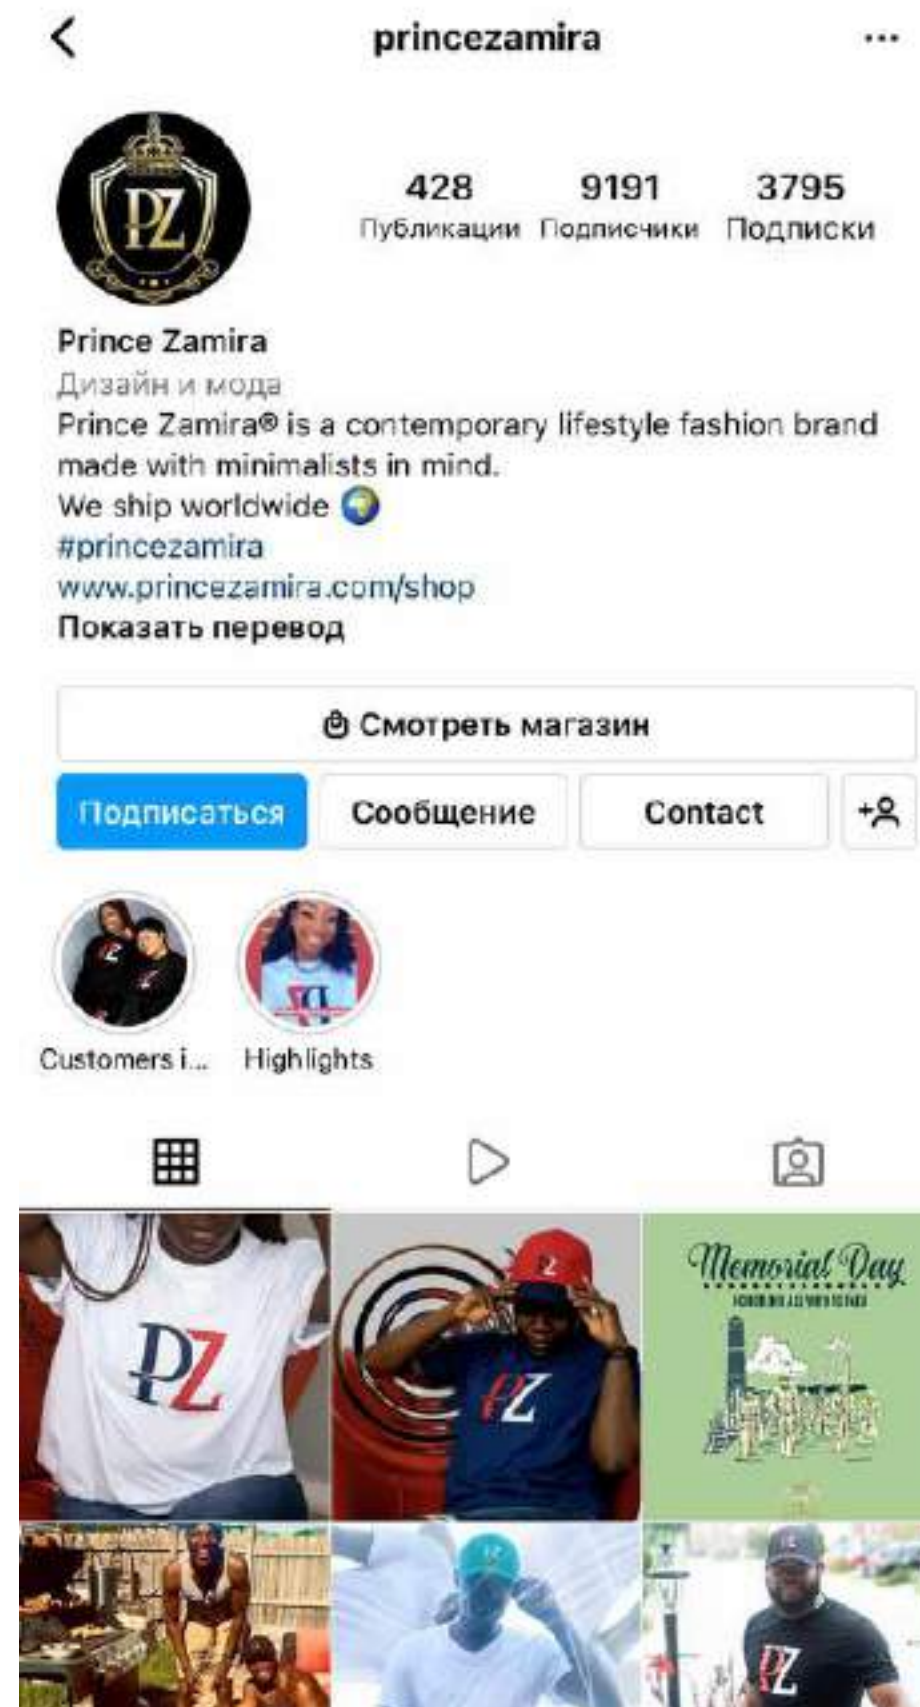 princezamira
PZ
428 9191 3795
Публикации Подписчики Подписки
Prince Zamira
Дизайн и мода
Prince Zamira® is a contemporary lifestyle fashion brand
made with minimalists in mind.
We ship worldwide
#princezamira
www.princezamira.com/shop
Показать перевод
Смотреть магазин
Подписаться Сообщение Contact
Customers i... Highlights
PZ
PZ
PZ
Memorial Day
PZ